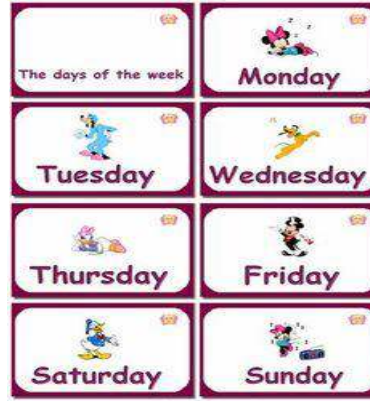 The days of the week
Monday
Tuesday
Wednesday
Thursday
Friday
Saturday
Sunday